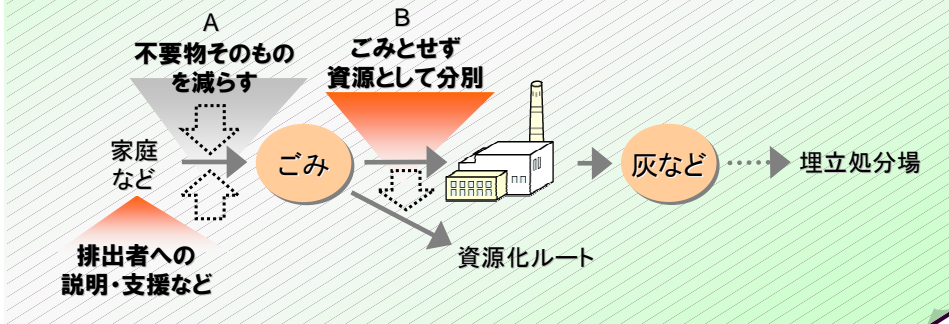 A
不要物そのもの
を減らす
B
ごみとせず
資源として分別
家庭
など
ごみ
灰など
埋立処分場
資源化ルート
排出者への
説明・支援など